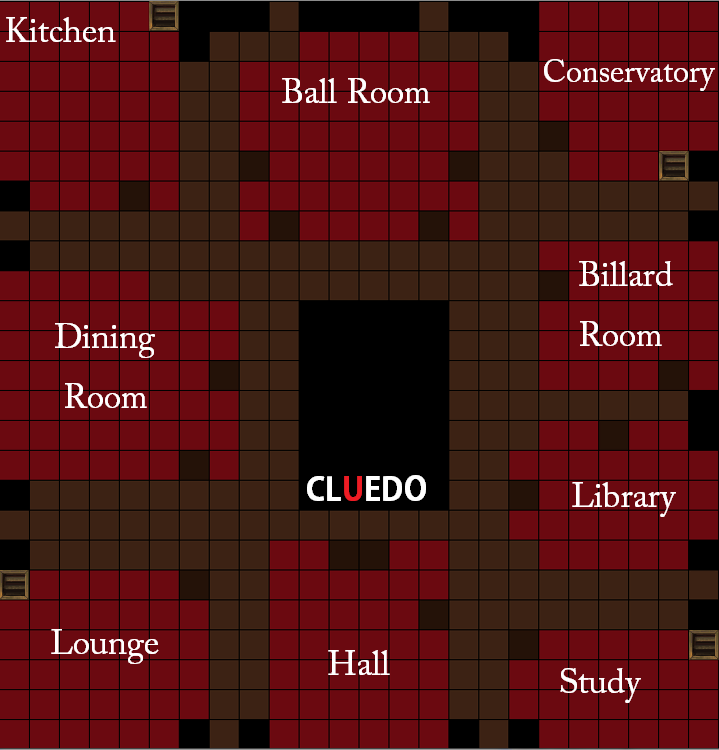 Kitchen
Ball Room
Conservatory
Billard
Room
Dining
Room
CLUEDO
Library
Lounge
Hall
Study